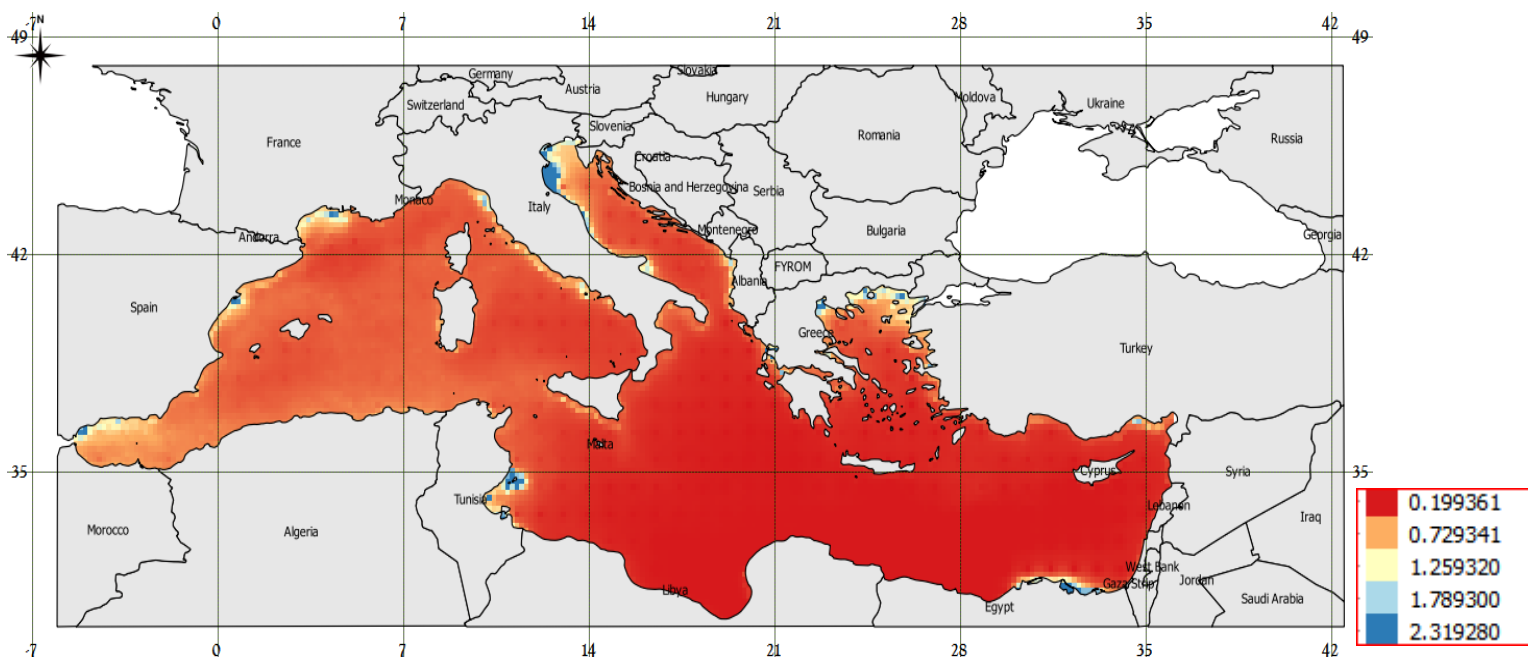 -7 N 0 7 14 21 28 35 42
49 49
Slovakia
Germany
Austria
Hungary
Moldova
Ukraine
Switzerland
Slovenia
Romania
Russia
France
Croatia
Bosnia and Herzegovina
Serbia
Monaco
Italy
Montenegro
Bulgaria
Georgia
Andorra
42 42
FYROM
Albania
Spain
Greece
Turkey
Malta
35 35
Cyprus
Syria
Tunisia
Lebanon
Iraq
Morocco
Algeria
West Bank
Gaza Strip
Jordan
Libya
Egypt
Saudi Arabia
-7 0 7 14 21 28 35 42
0.199361
0.729341
1.259320
1.789300
2.319280